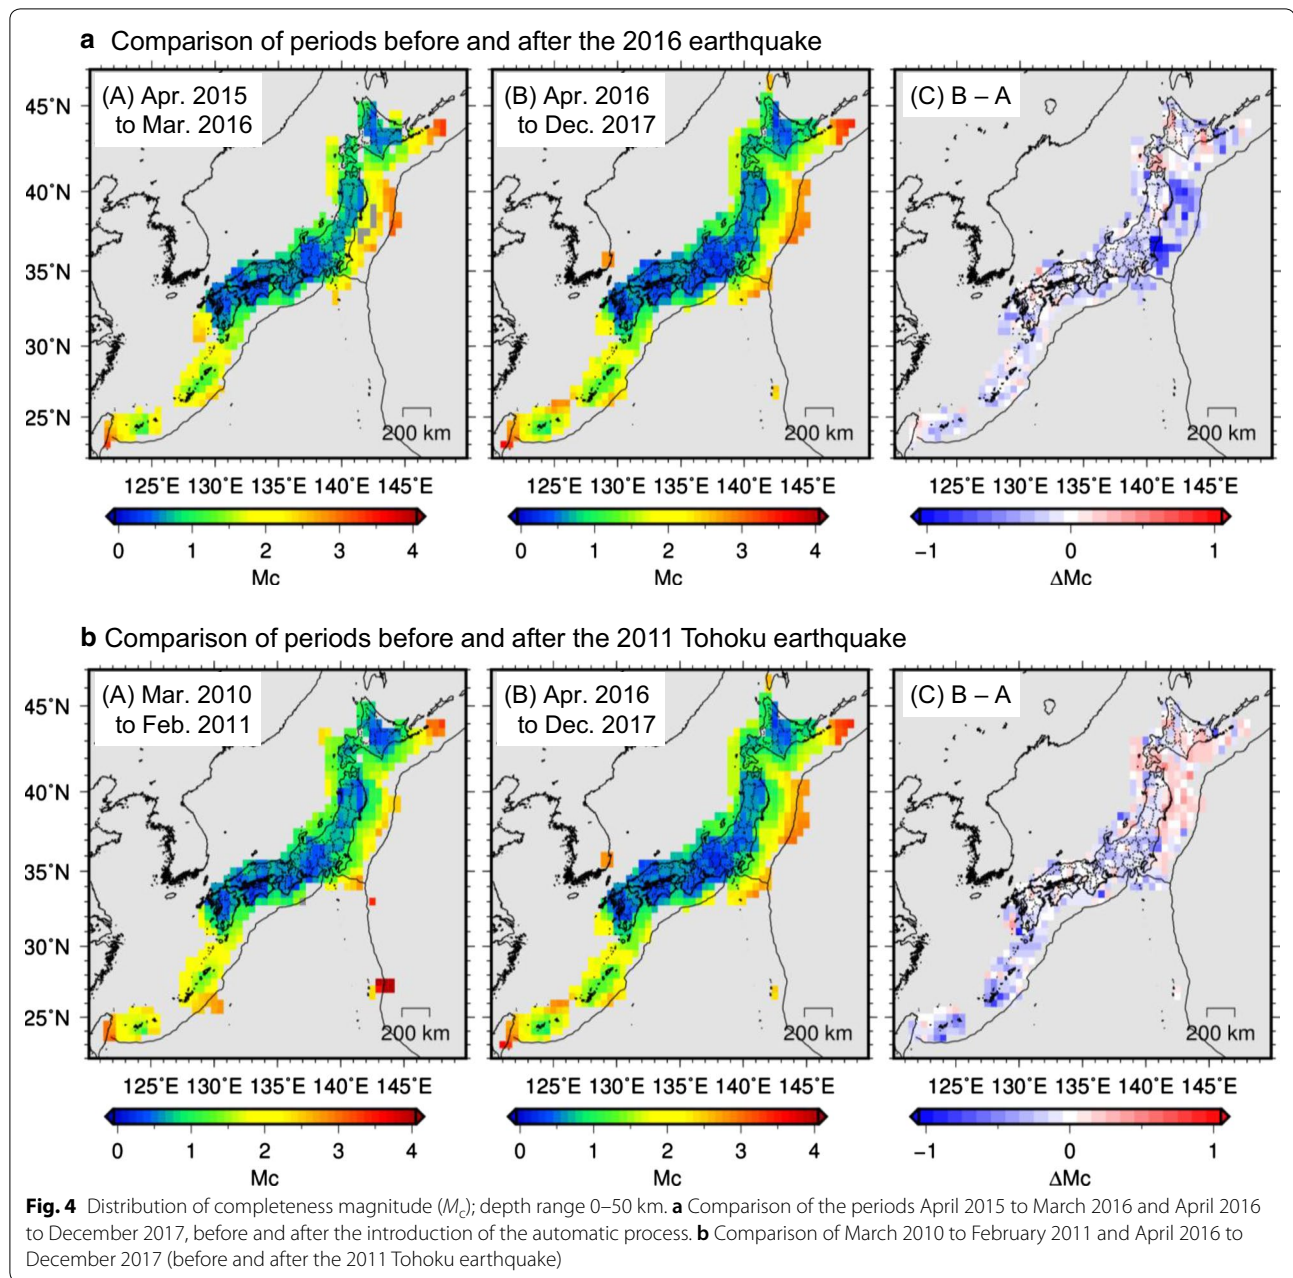 a Comparison of periods before and after the 2016 earthquake
(A) Apr. 2015
to Mar. 2016
(B) Apr. 2016
to Dec. 2017
(C) B – A
45°N
40°N
35°N
30°N
25°N
200 km
200 km
200 km
125°E 130°E 135°E 140°E 145°E
125°E 130°E 135°E 140°E 145°E
125°E 130°E 135°E 140°E 145°E
0 1 2 3 4
Mc
0 1 2 3 4
Mc
−1 0 1
ΔMc
b Comparison of periods before and after the 2011 Tohoku earthquake
(A) Mar. 2010
to Feb. 2011
(B) Apr. 2016
to Dec. 2017
(C) B – A
45°N
40°N
35°N
30°N
25°N
200 km
200 km
200 km
125°E 130°E 135°E 140°E 145°E
125°E 130°E 135°E 140°E 145°E
125°E 130°E 135°E 140°E 145°E
0 1 2 3 4
Mc
0 1 2 3 4
Mc
−1 0 1
ΔMc
Fig. 4 Distribution of completeness magnitude (Mc); depth range 0–50 km. a Comparison of the periods April 2015 to March 2016 and April 2016
to December 2017, before and after the introduction of the automatic process. b Comparison of March 2010 to February 2011 and April 2016 to
December 2017 (before and after the 2011 Tohoku earthquake)